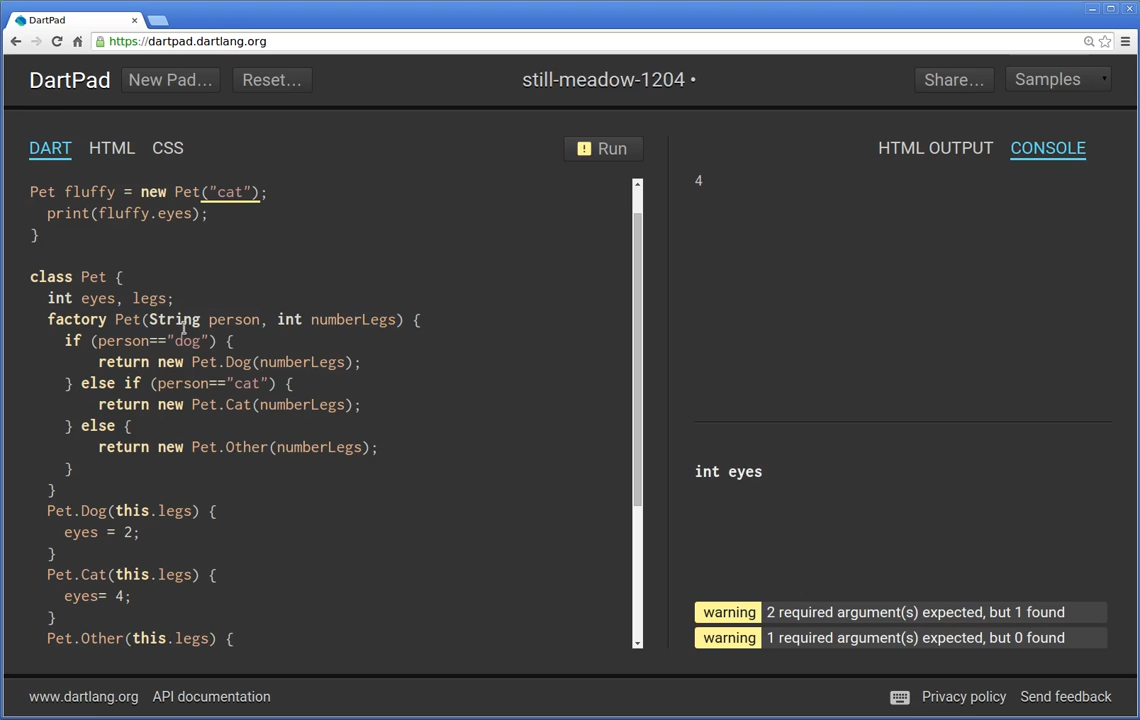 DartPad
https://dartpad.dartlang.org
DartPad New Pad... Reset... still-meadow-1204 • Share... Samples
DART HTML CSS ! Run HTML OUTPUT CONSOLE
Pet fluffy = new Pet("cat");
print(fluffy.eyes);
}
class Pet {
int eyes, legs;
factory Pet(String person, int numberLegs) {
if (person=="dog") {
return new Pet.Dog(numberLegs);
} else if (person=="cat") {
return new Pet.Cat(numberLegs);
} else {
return new Pet.Other(numberLegs);
}
}
Pet.Dog(this.legs) {
eyes = 2;
}
Pet.Cat(this.legs) {
eyes= 4;
}
Pet.Other(this.legs) {
4
int eyes
warning 2 required argument(s) expected, but 1 found
warning 1 required argument(s) expected, but 0 found
www.dartlang.org API documentation Privacy policy Send feedback